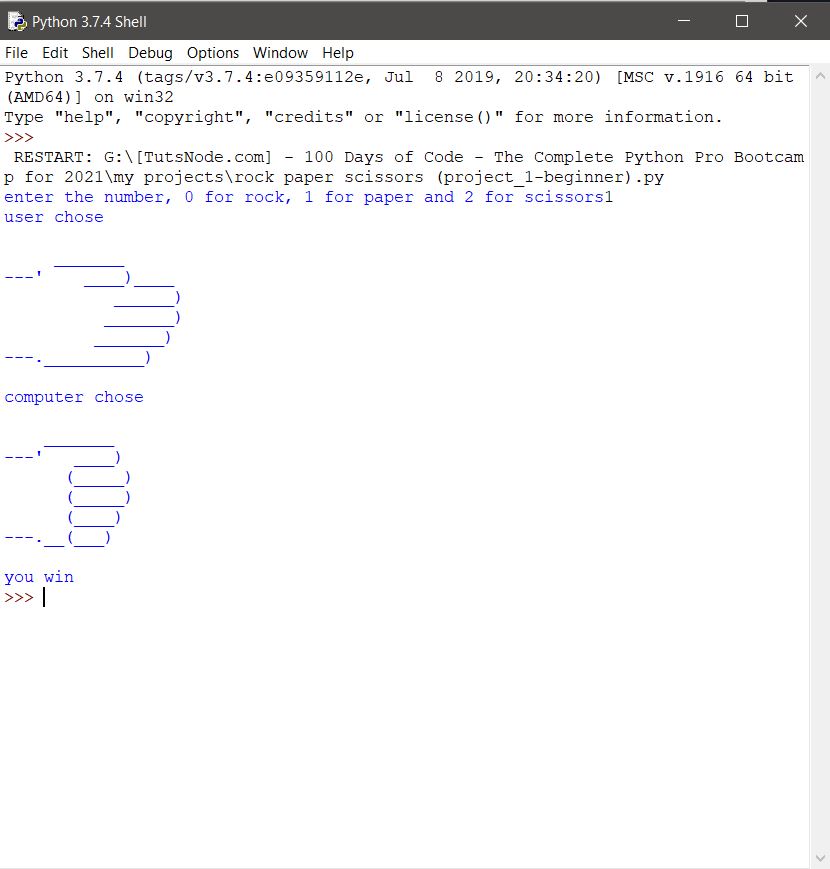 Python 3.7.4 Shell
File Edit Shell Debug Options Window Help
Python 3.7.4 (tags/v3.7.4:e09359112e, Jul  8 2019, 20:34:20) [MSC v.1916 64 bit
(AMD64)] on win32
Type "help", "copyright", "credits" or "license()" for more information.
>>>
 RESTART: G:\[TutsNode.com] - 100 Days of Code - The Complete Python Pro Bootcam
p for 2021\my projects\rock paper scissors (project_1-beginner).py
enter the number, 0 for rock, 1 for paper and 2 for scissors1
user chose

     _______
---'    ____)____
           ______)
          _______)
         _______)
---.__________)

computer chose

    _______
---'   ____)
      (_____)
      (_____)
      (____)
---.__(___)

you win
>>>